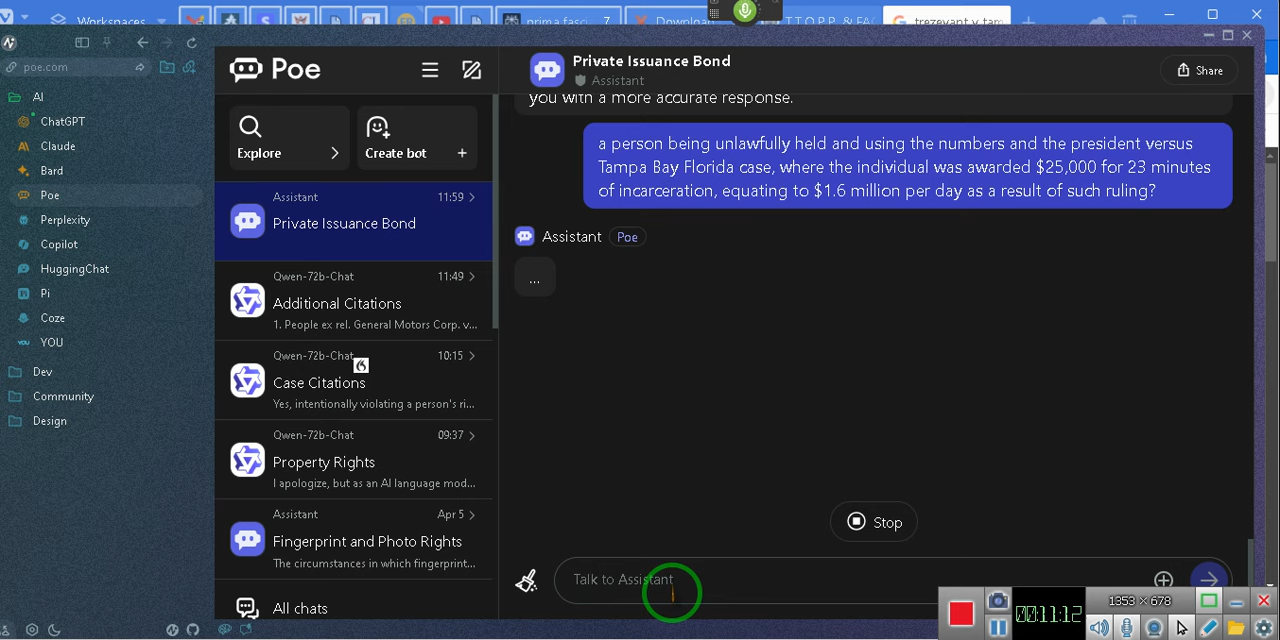 Workspaces
prima fasci
7
Downloa
T T O P P & F A
trezevant v tam
poe.com
AI
ChatGPT
Claude
Bard
Poe
Perplexity
Copilot
HuggingChat
Pi
Coze
YOU
Dev
Community
Design
Poe
Explore
Create bot
Assistant 11:59
Private Issuance Bond
Qwen-72b-Chat 11:49
Additional Citations
1. People ex rel. General Motors Corp. v...
Qwen-72b-Chat 10:15
Case Citations
Yes, intentionally violating a person's ri...
Qwen-72b-Chat 09:37
Property Rights
I apologize, but as an AI language mod...
Assistant Apr 5
Fingerprint and Photo Rights
The circumstances in which fingerprint...
All chats
Private Issuance Bond
Assistant
Share
you with a more accurate response.
a person being unlawfully held and using the numbers and the president versus
Tampa Bay Florida case, where the individual was awarded $25,000 for 23 minutes
of incarceration, equating to $1.6 million per day as a result of such ruling?
Assistant Poe
...
Stop
Talk to Assistant
00:11:12
1353 × 678